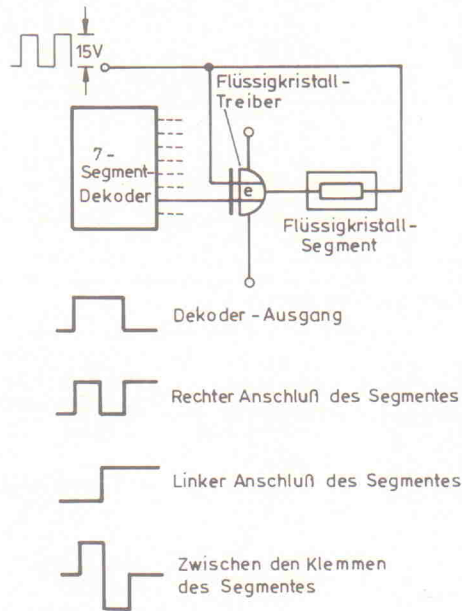 15V
Flüssigkristall-
Treiber
7-
Segment-
Dekoder
e
Flüssigkristall-
Segment
Dekoder-Ausgang
Rechter Anschluß des Segmentes
Linker Anschluß des Segmentes
Zwischen den Klemmen
des Segmentes